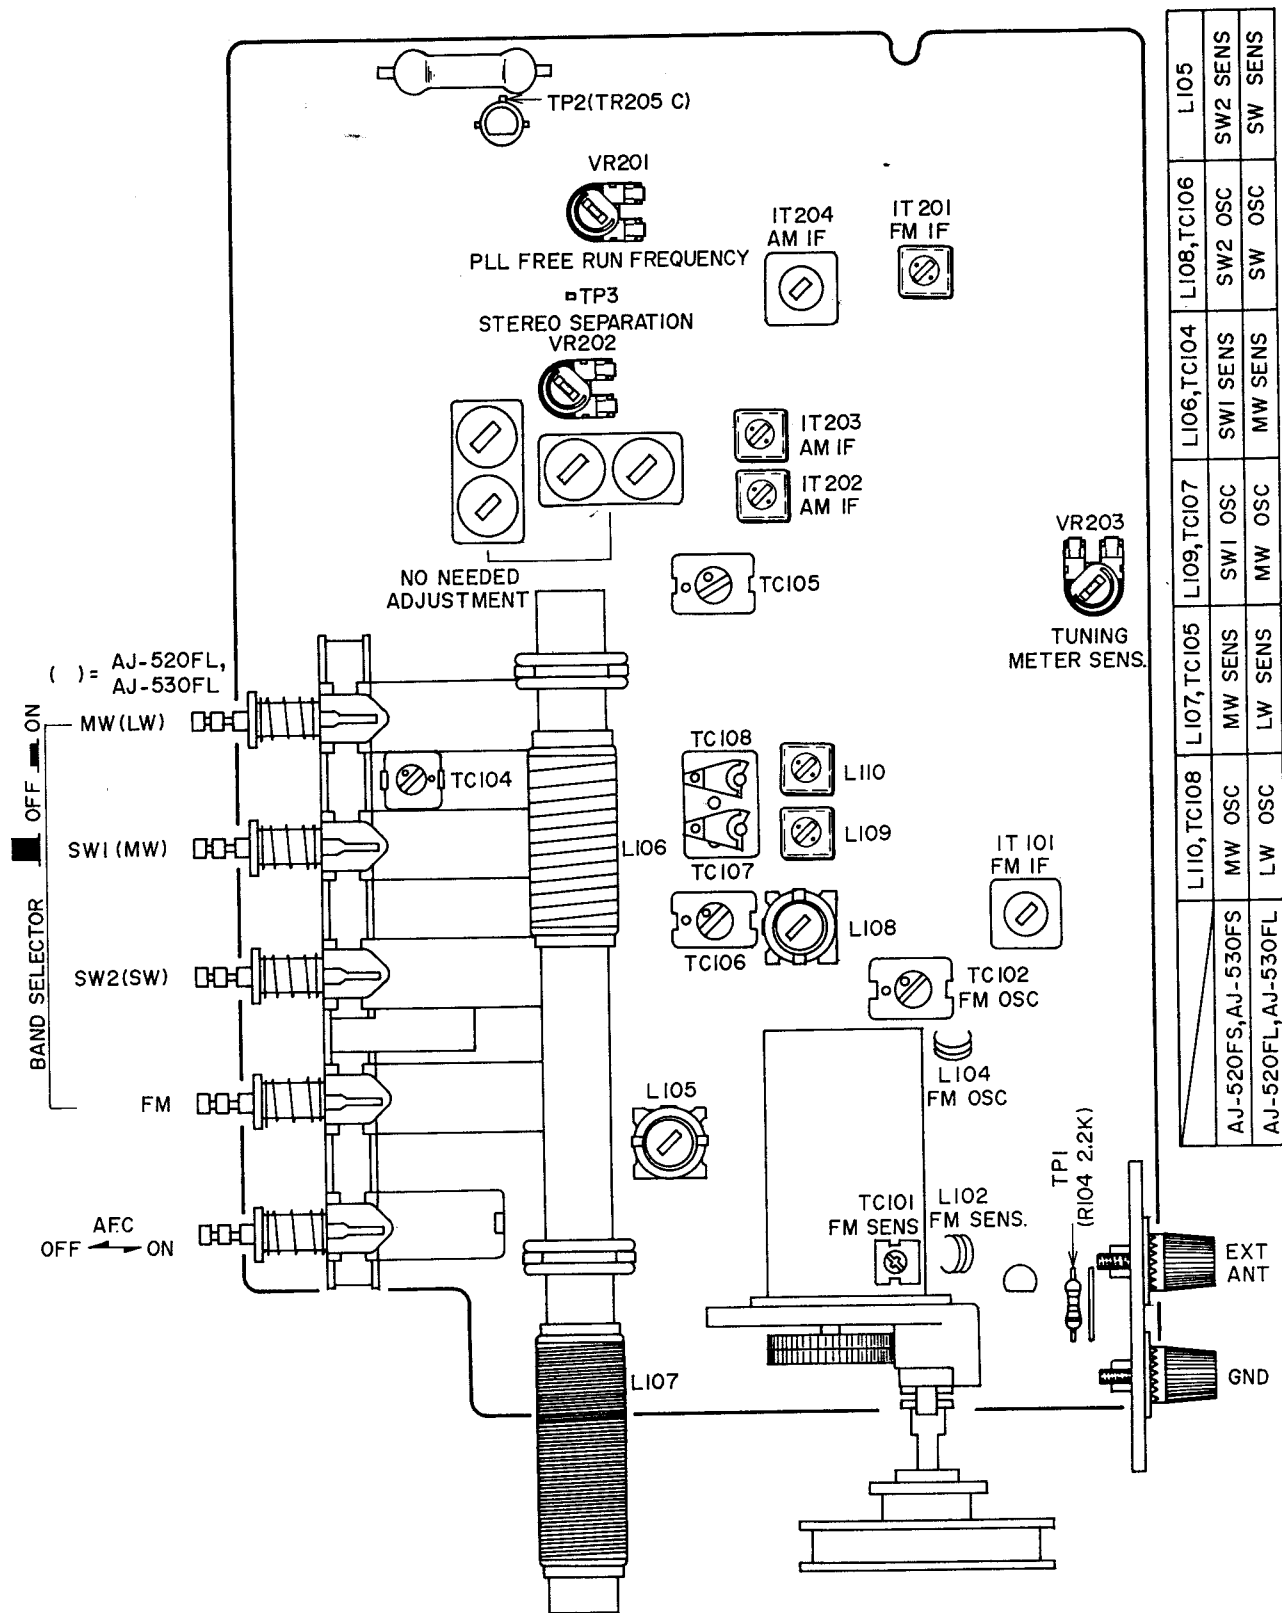 TP2(TR205 C)
VR201
PLL FREE RUN FREQUENCY
IT204
AM IF
IT201
FM IF
TP3
STEREO SEPARATION
VR202
IT203
AM IF
IT202
AM IF
NO NEEDED
ADJUSTMENT
TC105
VR203
TUNING
METER SENS.
( )= AJ-520FL,
AJ-530FL
BAND SELECTOR OFF ON
MW(LW)
SW1(MW)
SW2(SW)
FM
AFC
OFF ON
TC104
L106
TC108
TC107
L110
L109
TC106
L108
IT101
FM IF
TC102
FM OSC
L104
FM OSC
L105
TC101
FM SENS
L102
FM SENS.
TP1
(R104 2.2K)
EXT
ANT
GND
L107
L110,TC108 L107,TC105 L109,TC107 L106,TC104 L108,TC106 L105
AJ-520FS,AJ-530FS MW OSC MW SENS SW1 OSC SW1 SENS SW2 OSC SW2 SENS
AJ-520FL,AJ-530FL LW OSC LW SENS MW OSC MW SENS SW OSC SW SENS